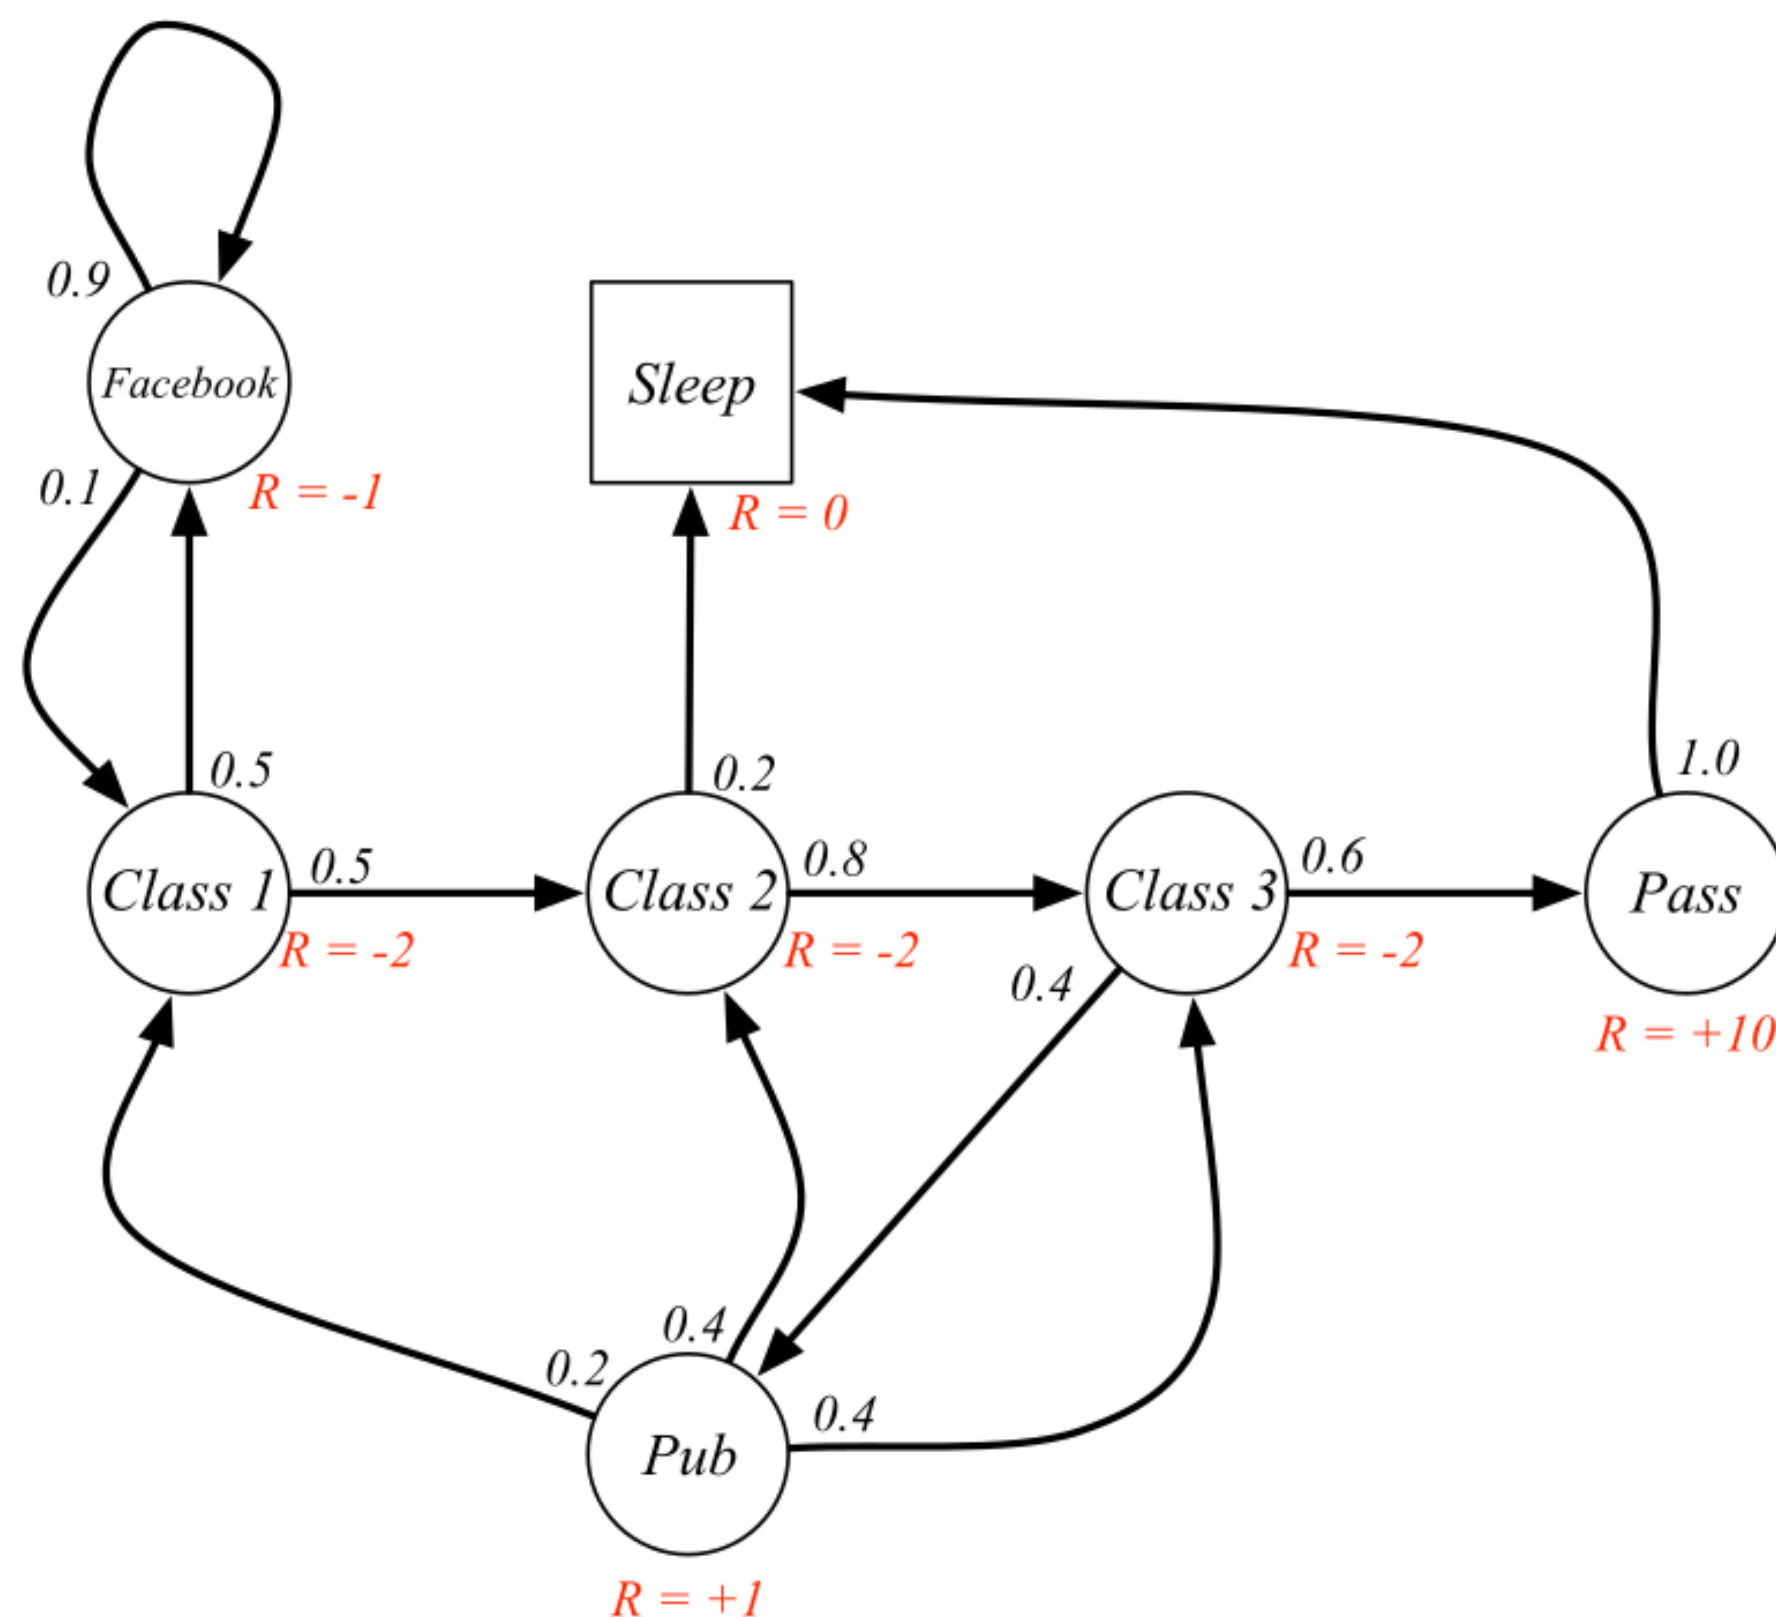 0.9
Facebook
Sleep
0.1
R = -1
R = 0
0.5
0.2
1.0
0.5
0.8
0.6
Class 1
Class 2
Class 3
Pass
R = -2
R = -2
R = -2
0.4
R = +10
0.4
0.2
0.4
Pub
R = +1